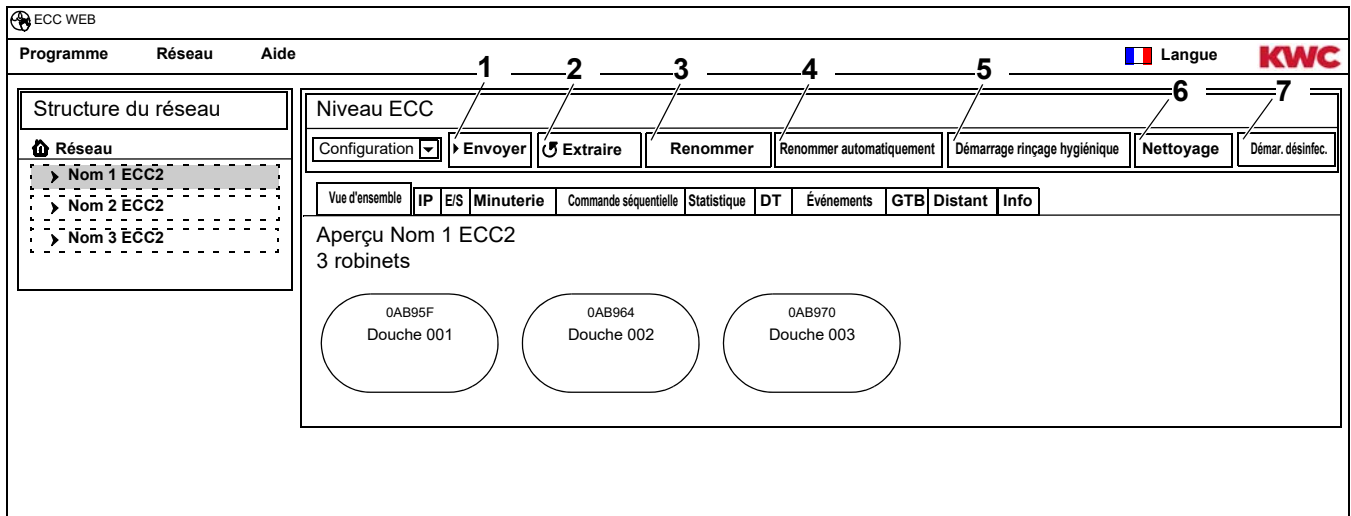 ECC WEB
Programme Réseau Aide Langue KWC
1 2 3 4 5 6 7
Structure du réseau
Réseau
Nom 1 ECC2
Nom 2 ECC2
Nom 3 ECC2
Niveau ECC
Configuration Envoyer Extraire Renommer Renommer automatiquement Démarrage rinçage hygiénique Nettoyage Démar. désinfec.
Vue d'ensemble IP E/S Minuterie Commande séquentielle Statistique DT Événements GTB Distant Info
Aperçu Nom 1 ECC2
3 robinets
0AB95F
Douche 001
0AB964
Douche 002
0AB970
Douche 003